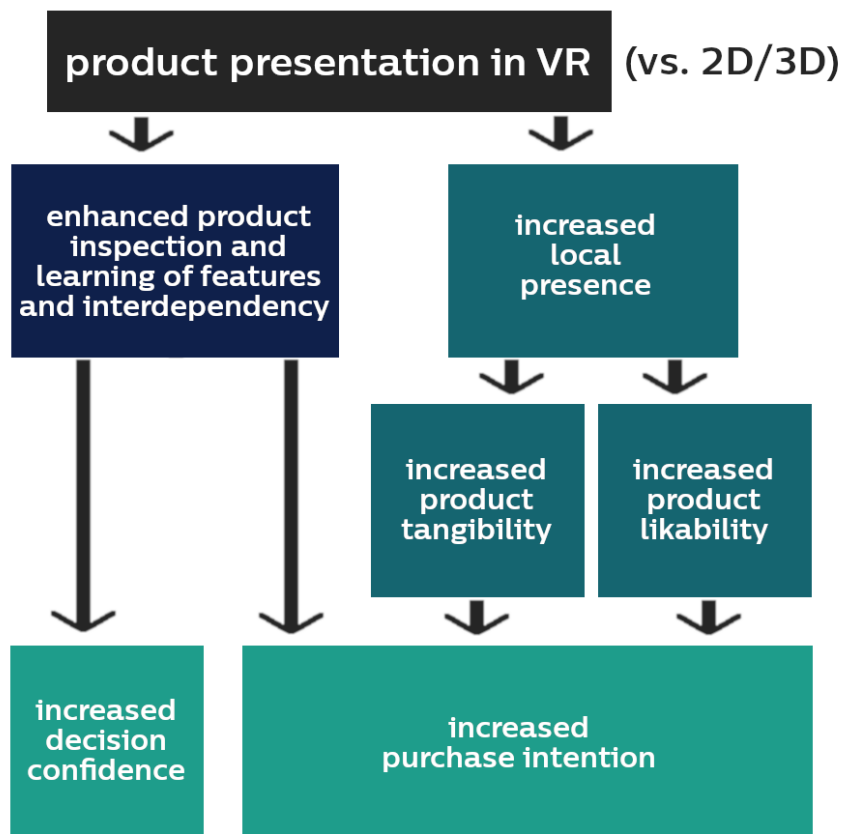 product presentation in VR (vs. 2D/3D)
enhanced product
inspection and
learning of features
and interdependency
increased
local
presence
increased
product
tangibility
increased
product
likability
increased
decision
confidence
increased
purchase intention